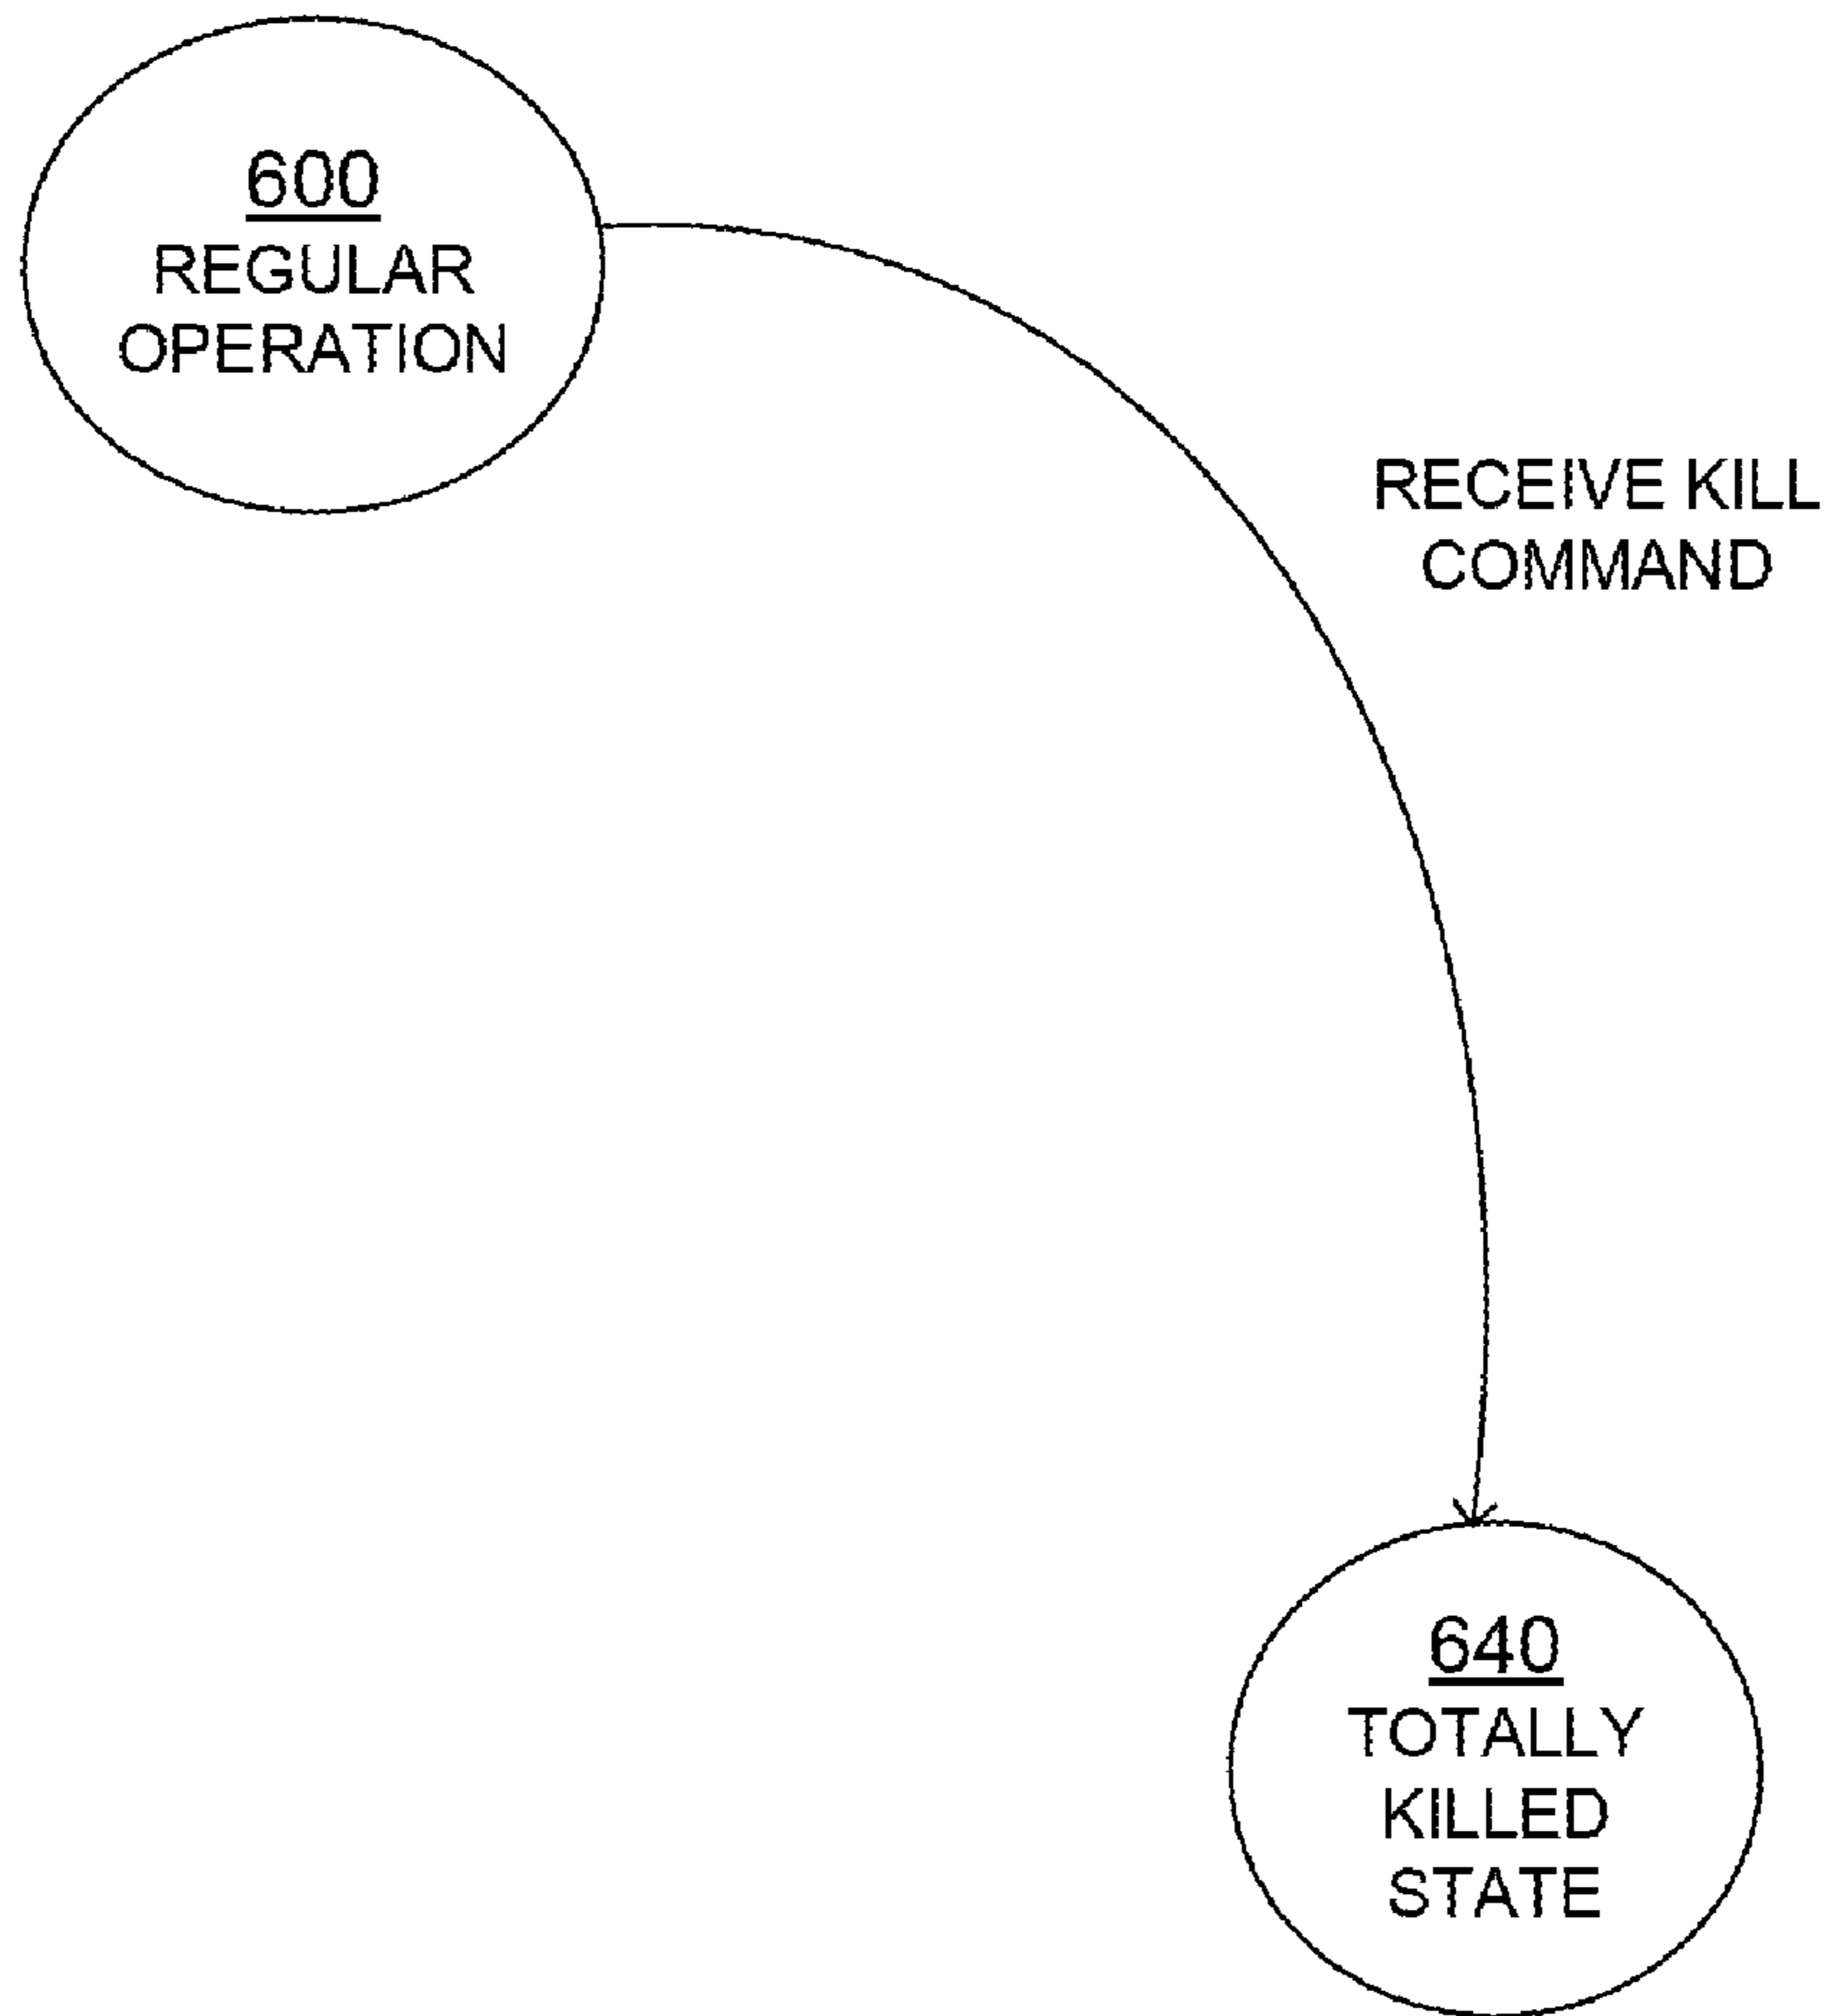 600
REGULAR
OPERATION
RECEIVE KILL
COMMAND
640
TOTALLY
KILLED
STATE